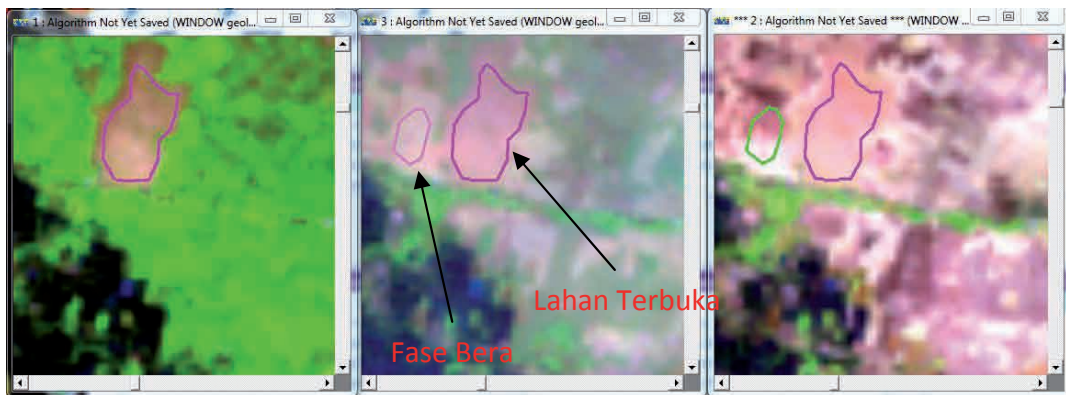 1 : Algorithm Not Yet Saved (WINDOW geol...
3 : Algorithm Not Yet Saved (WINDOW geol...
*** 2 : Algorithm Not Yet Saved *** (WINDOW ...
Lahan Terbuka
Fase Bera